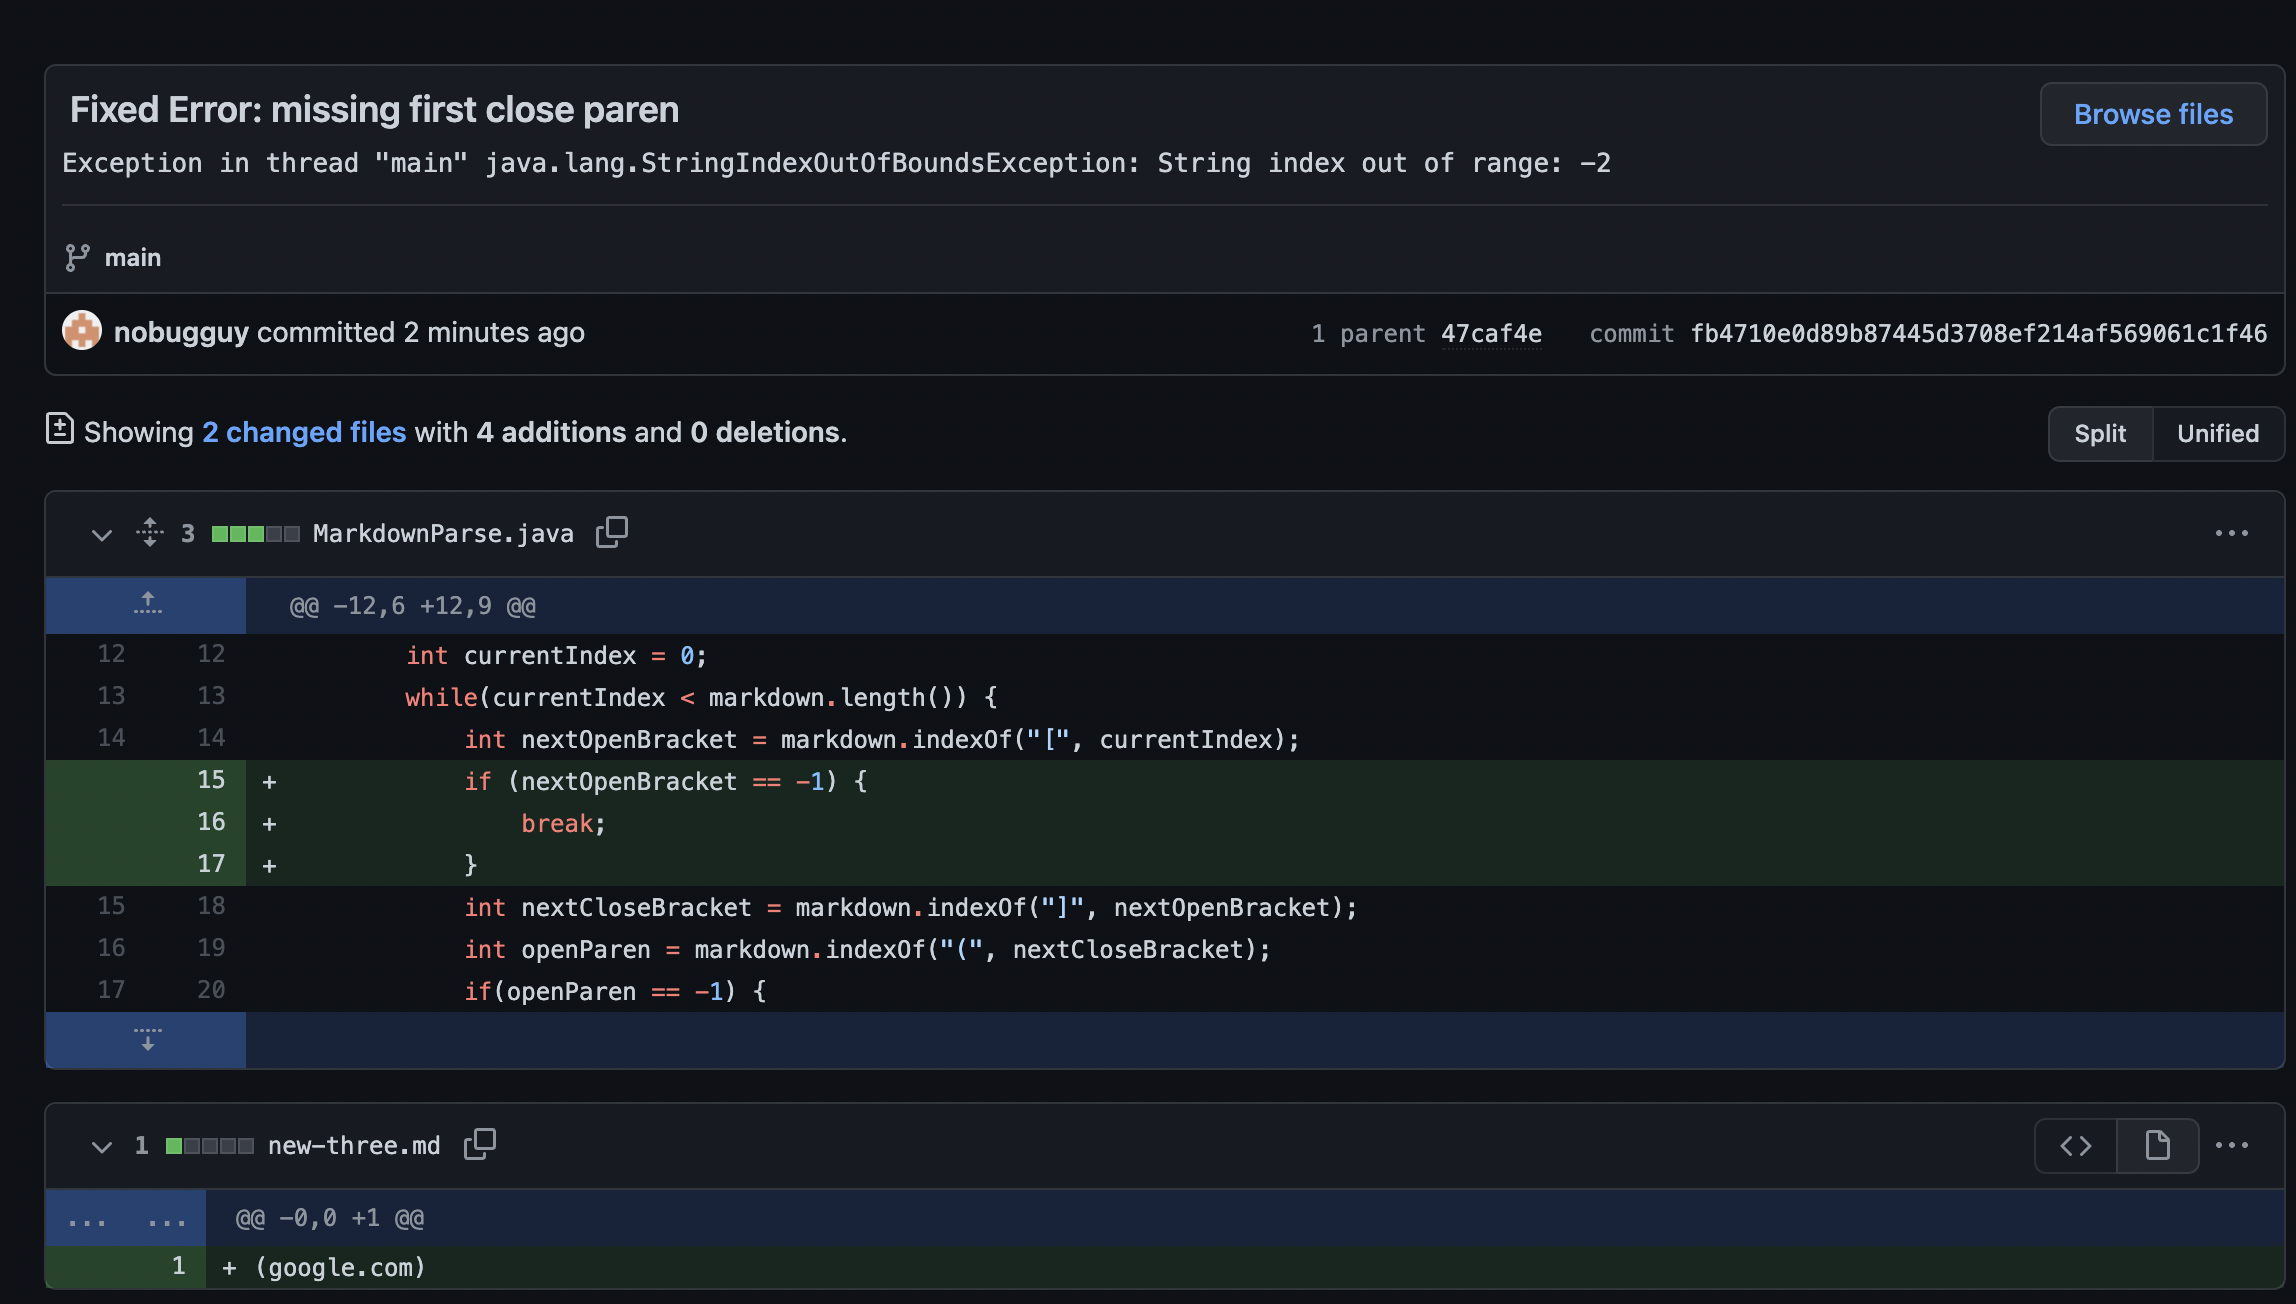 Fixed Error: missing first close paren
Browse files
Exception in thread "main" java.lang.StringIndexOutOfBoundsException: String index out of range: -2
main
nobugguy committed 2 minutes ago
1 parent 47caf4e commit fb4710e0d89b87445d3708ef214af569061c1f46
Showing 2 changed files with 4 additions and 0 deletions.
Split Unified
3 MarkdownParse.java
@@ -12,6 +12,9 @@
12 12 int currentIndex = 0;
13 13 while(currentIndex < markdown.length()) {
14 14 int nextOpenBracket = markdown.indexOf("[", currentIndex);
15 + if (nextOpenBracket == -1) {
16 + break;
17 + }
15 18 int nextCloseBracket = markdown.indexOf("]", nextOpenBracket);
16 19 int openParen = markdown.indexOf("(", nextCloseBracket);
17 20 if(openParen == -1) {
1 new-three.md
... ... @@ -0,0 +1 @@
1 + (google.com)